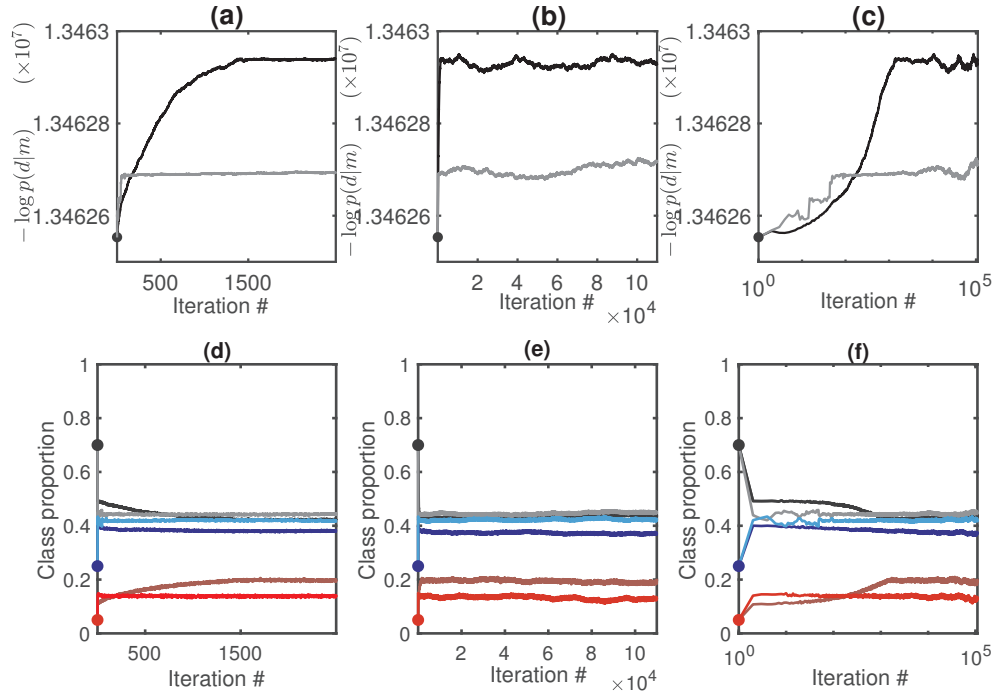 (a)
(b)
(c)
− log p(d|m) (×10⁷)
1.3463
1.34628
1.34626
500
1500
Iteration #
− log p(d|m) (×10⁷)
1.3463
1.34628
1.34626
2
4
6
8
10
Iteration #
×10⁴
− log p(d|m) (×10⁷)
1.3463
1.34628
1.34626
10⁰
10⁵
Iteration #
(d)
(e)
(f)
Class proportion
1
0.8
0.6
0.4
0.2
0
500
1500
Iteration #
Class proportion
1
0.8
0.6
0.4
0.2
0
2
4
6
8
10
Iteration #
×10⁴
Class proportion
1
0.8
0.6
0.4
0.2
0
10⁰
10⁵
Iteration #